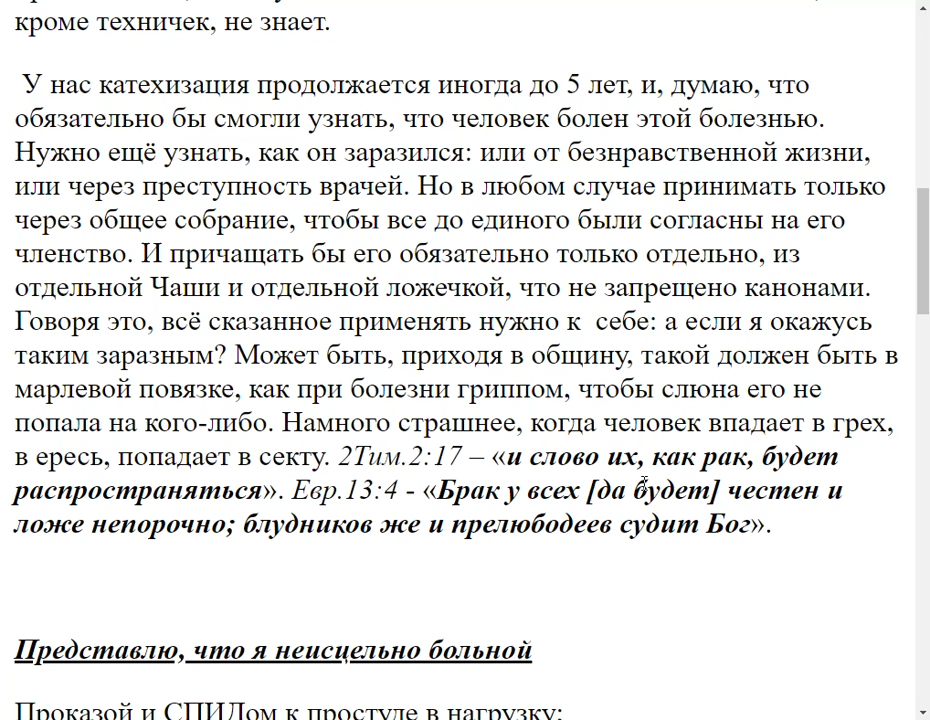 кроме техничек, не знает.
У нас катехизация продолжается иногда до 5 лет, и, думаю, что
обязательно бы смогли узнать, что человек болен этой болезнью.
Нужно ещё узнать, как он заразился: или от безнравственной жизни,
или через преступность врачей. Но в любом случае принимать только
через общее собрание, чтобы все до единого были согласны на его
членство. И причащать бы его обязательно только отдельно, из
отдельной Чаши и отдельной ложечкой, что не запрещено канонами.
Говоря это, всё сказанное применять нужно к  себе: а если я окажусь
таким заразным? Может быть, приходя в общину, такой должен быть в
марлевой повязке, как при болезни гриппом, чтобы слюна его не
попала на кого-либо. Намного страшнее, когда человек впадает в грех,
в ересь, попадает в секту. 2Тим.2:17 – «и слово их, как рак, будет
распространяться». Евр.13:4 - «Брак у всех [да будет] честен и
ложе непорочно; блудников же и прелюбодеев судит Бог».
Представлю, что я неисцельно больной
Проказой и СПИДом к простуде в нагрузку;